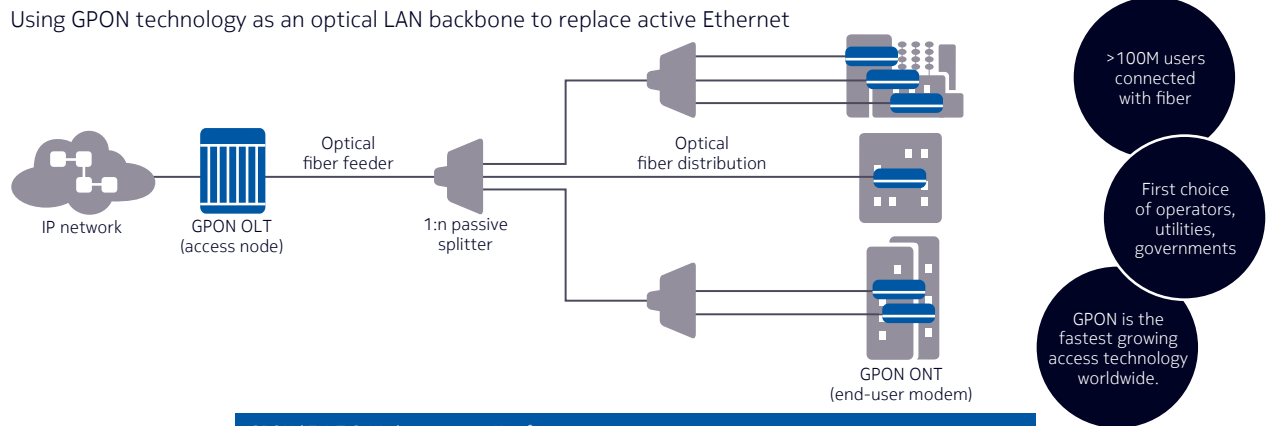 Using GPON technology as an optical LAN backbone to replace active Ethernet
IP network
GPON OLT
(access node)
Optical
fiber feeder
1:n passive
splitter
Optical
fiber distribution
GPON ONT
(end-user modem)
>100M users
connected
with fiber
First choice
of operators,
utilities,
governments
GPON is the
fastest growing
access technology
worldwide.